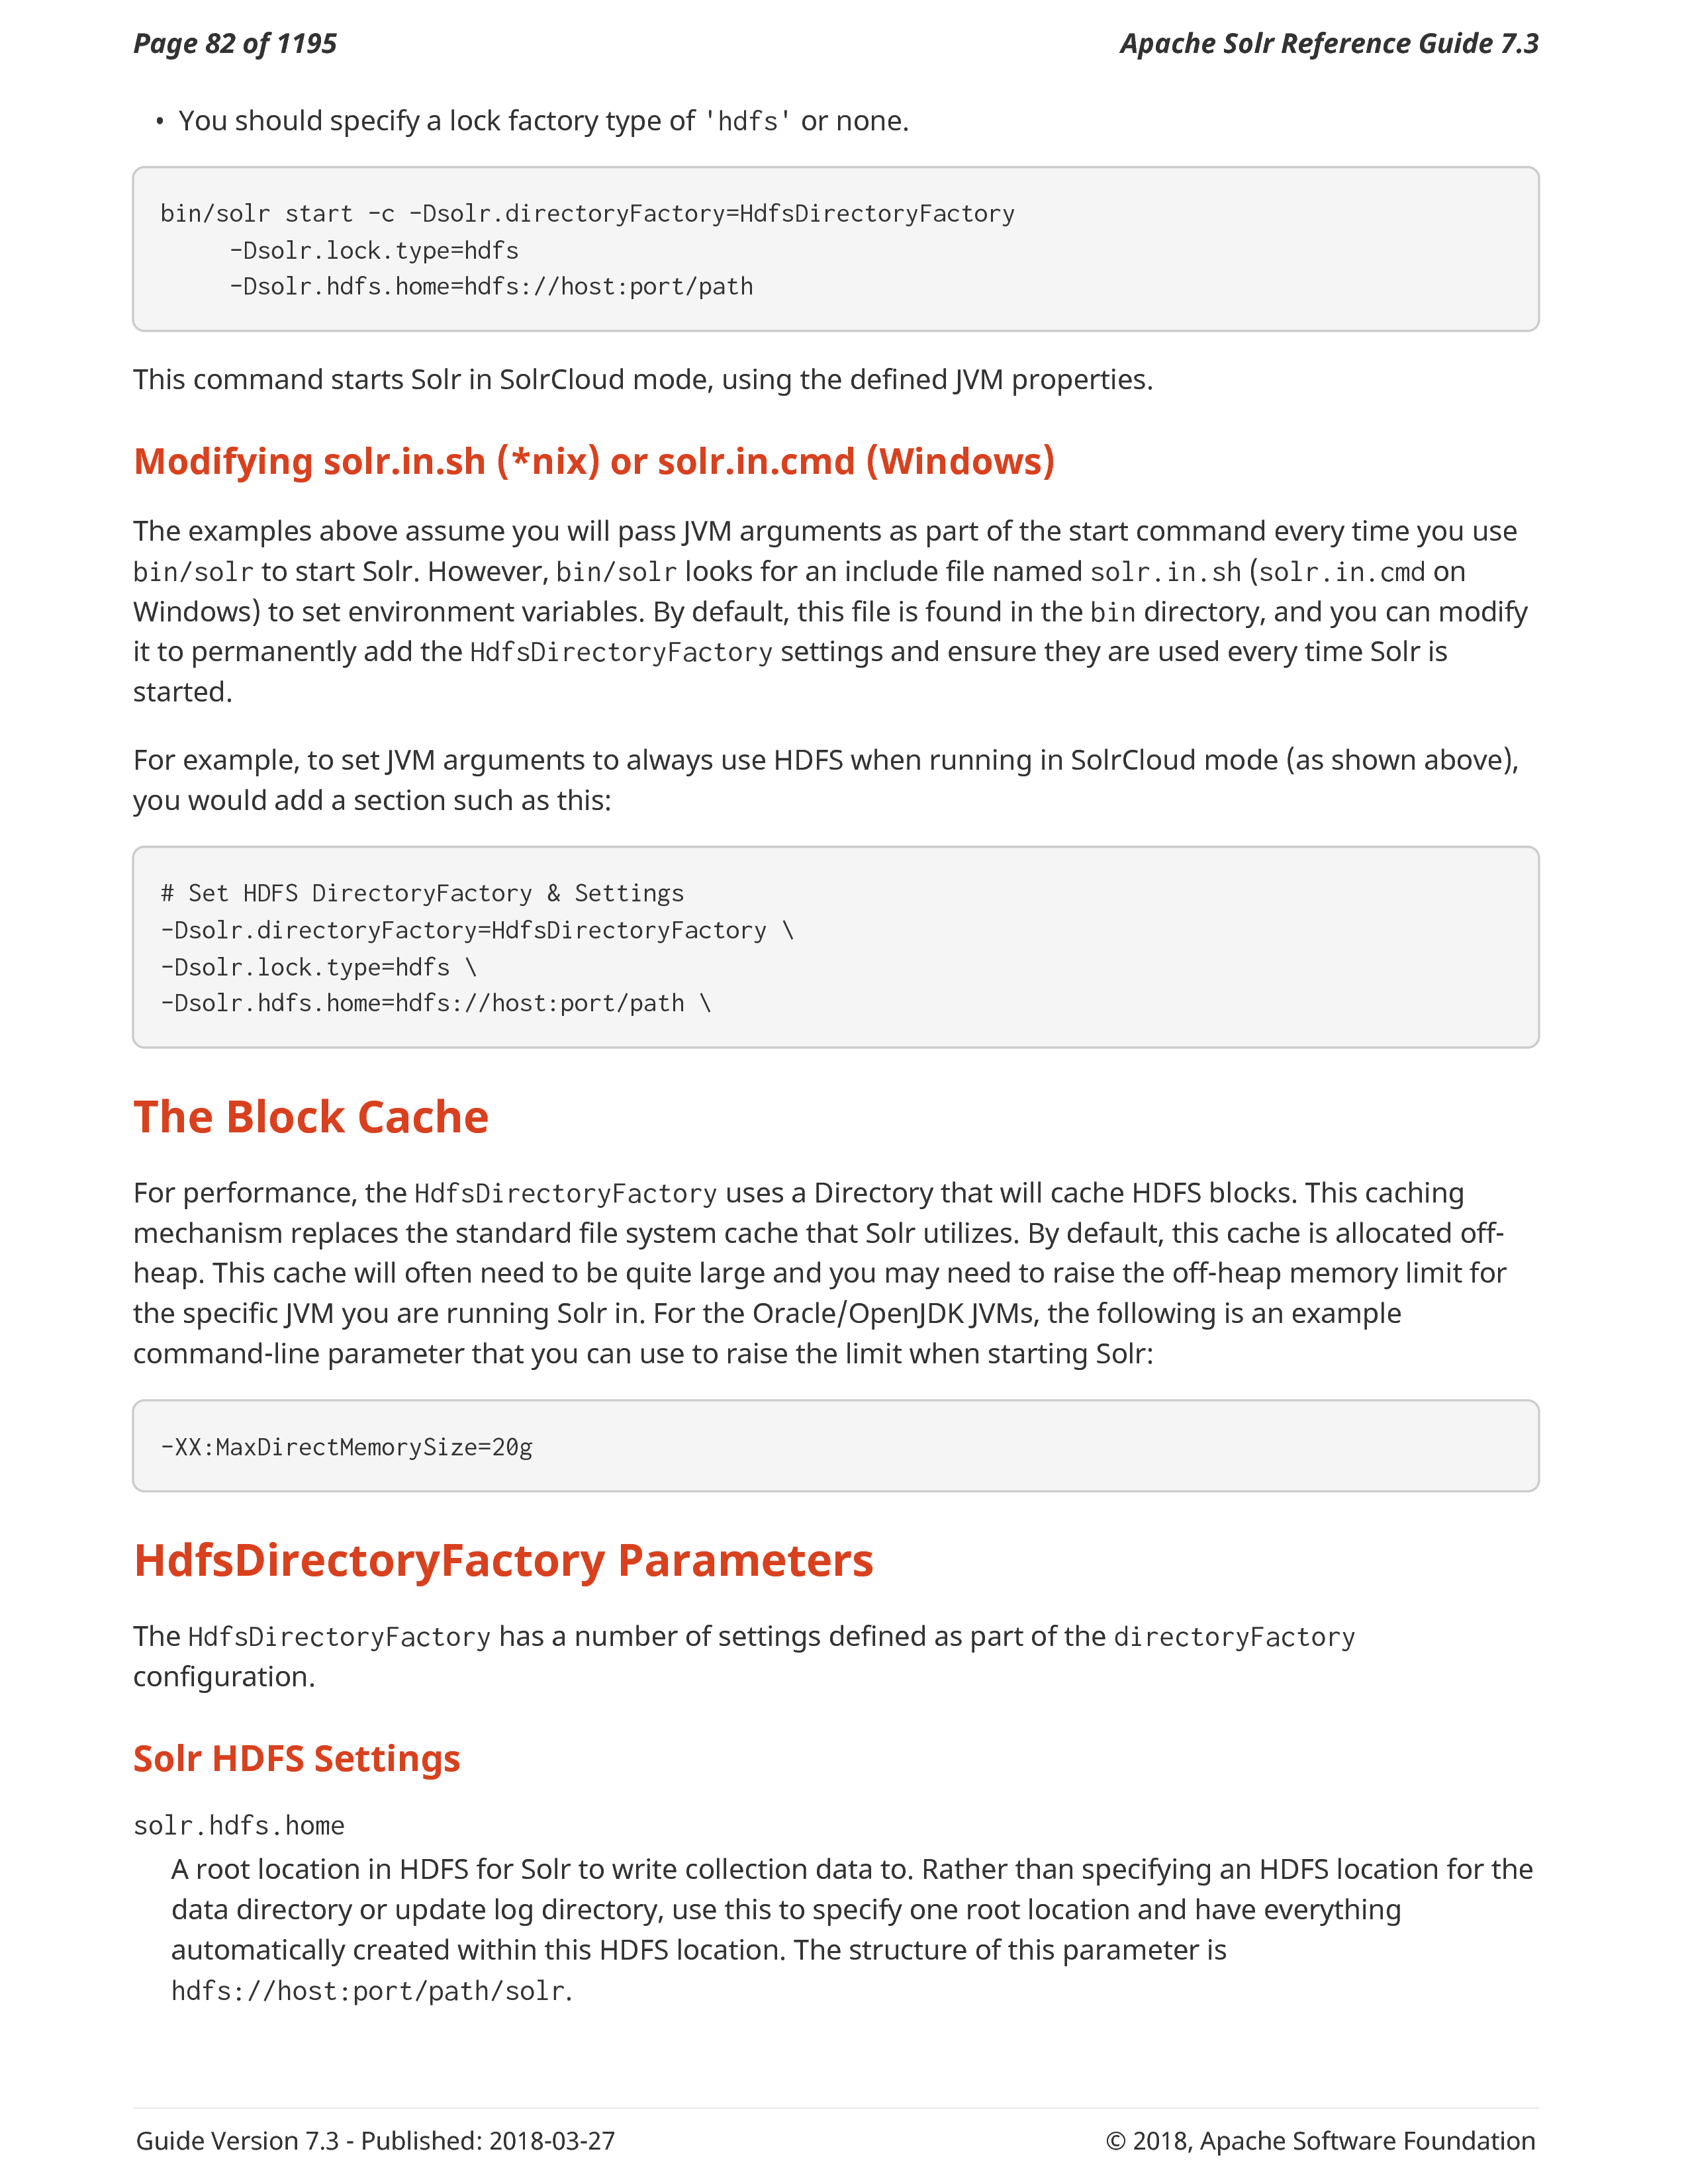 Page 82 of 1195
Apache Solr Reference Guide 7.3
• You should specify a lock factory type of 'hdfs' or none.
bin/solr start -c -Dsolr.directoryFactory=HdfsDirectoryFactory
     -Dsolr.lock.type=hdfs
     -Dsolr.hdfs.home=hdfs://host:port/path
This command starts Solr in SolrCloud mode, using the defined JVM properties.
Modifying solr.in.sh (*nix) or solr.in.cmd (Windows)
The examples above assume you will pass JVM arguments as part of the start command every time you use
bin/solr to start Solr. However, bin/solr looks for an include file named solr.in.sh (solr.in.cmd on
Windows) to set environment variables. By default, this file is found in the bin directory, and you can modify
it to permanently add the HdfsDirectoryFactory settings and ensure they are used every time Solr is
started.
For example, to set JVM arguments to always use HDFS when running in SolrCloud mode (as shown above),
you would add a section such as this:
# Set HDFS DirectoryFactory & Settings
-Dsolr.directoryFactory=HdfsDirectoryFactory \
-Dsolr.lock.type=hdfs \
-Dsolr.hdfs.home=hdfs://host:port/path \
The Block Cache
For performance, the HdfsDirectoryFactory uses a Directory that will cache HDFS blocks. This caching
mechanism replaces the standard file system cache that Solr utilizes. By default, this cache is allocated off-
heap. This cache will often need to be quite large and you may need to raise the off-heap memory limit for
the specific JVM you are running Solr in. For the Oracle/OpenJDK JVMs, the following is an example
command-line parameter that you can use to raise the limit when starting Solr:
-XX:MaxDirectMemorySize=20g
HdfsDirectoryFactory Parameters
The HdfsDirectoryFactory has a number of settings defined as part of the directoryFactory
configuration.
Solr HDFS Settings
solr.hdfs.home
A root location in HDFS for Solr to write collection data to. Rather than specifying an HDFS location for the
data directory or update log directory, use this to specify one root location and have everything
automatically created within this HDFS location. The structure of this parameter is
hdfs://host:port/path/solr.
Guide Version 7.3 - Published: 2018-03-27
© 2018, Apache Software Foundation